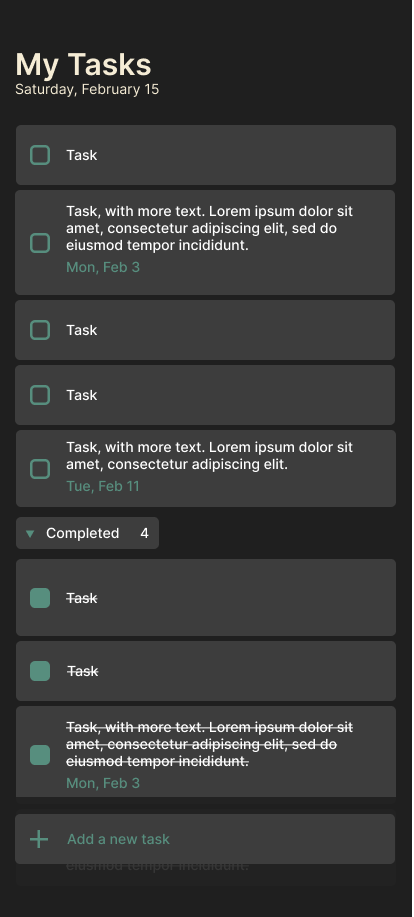 My Tasks
Saturday, February 15
Task
Task, with more text. Lorem ipsum dolor sit
amet, consectetur adipiscing elit, sed do
eiusmod tempor incididunt.
Mon, Feb 3
Task
Task
Task, with more text. Lorem ipsum dolor sit
amet, consectetur adipiscing elit.
Tue, Feb 11
Completed 4
Task
Task
Task, with more text. Lorem ipsum dolor sit
amet, consectetur adipiscing elit, sed do
eiusmod tempor incididunt.
Mon, Feb 3
Add a new task
eiusmod tempor incididunt.